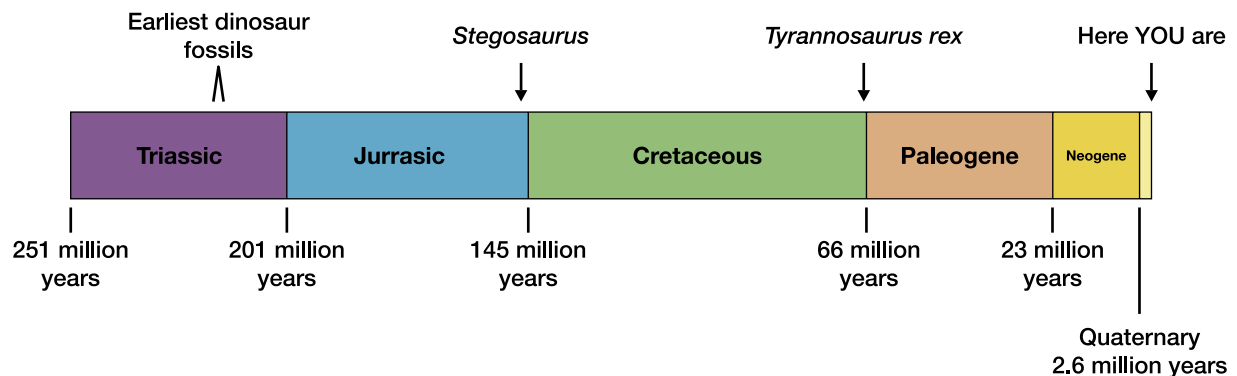 Earliest dinosaur
fossils
Stegosaurus
Tyrannosaurus rex
Here YOU are
Triassic
Jurrasic
Cretaceous
Paleogene
Neogene
251 million
years
201 million
years
145 million
years
66 million
years
23 million
years
Quaternary
2.6 million years